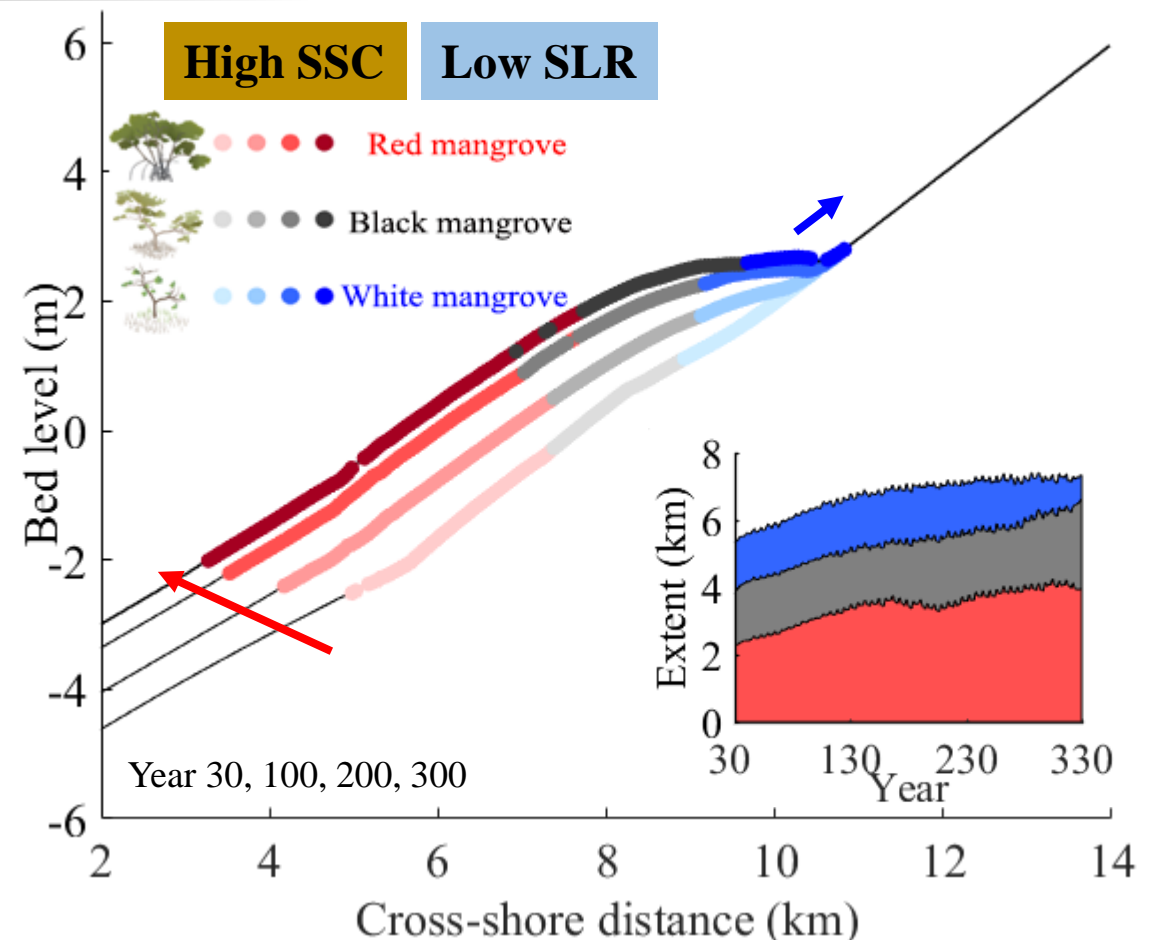 High SSC
Low SLR
Red mangrove
Black mangrove
White mangrove
Bed level (m)
6
4
2
0
-2
-4
-6
Year 30, 100, 200, 300
2
4
6
8
10
12
14
Cross-shore distance (km)
Extent (km)
8
6
4
2
0
30
130
230
330
Year